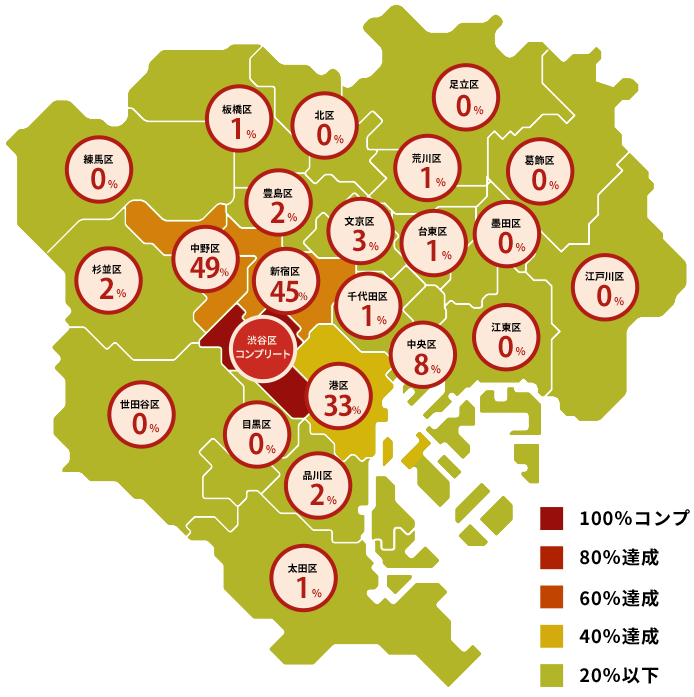 足立区
0%
板橋区
1%
北区
0%
練馬区
0%
荒川区
1%
葛飾区
0%
豊島区
2%
文京区
3%
台東区
1%
墨田区
0%
中野区
49%
杉並区
2%
新宿区
45%
江戸川区
0%
千代田区
1%
渋谷区
コンプリート
中央区
8%
江東区
0%
港区
33%
世田谷区
0%
目黒区
0%
品川区
2%
太田区
1%
100%コンプ
80%達成
60%達成
40%達成
20%以下